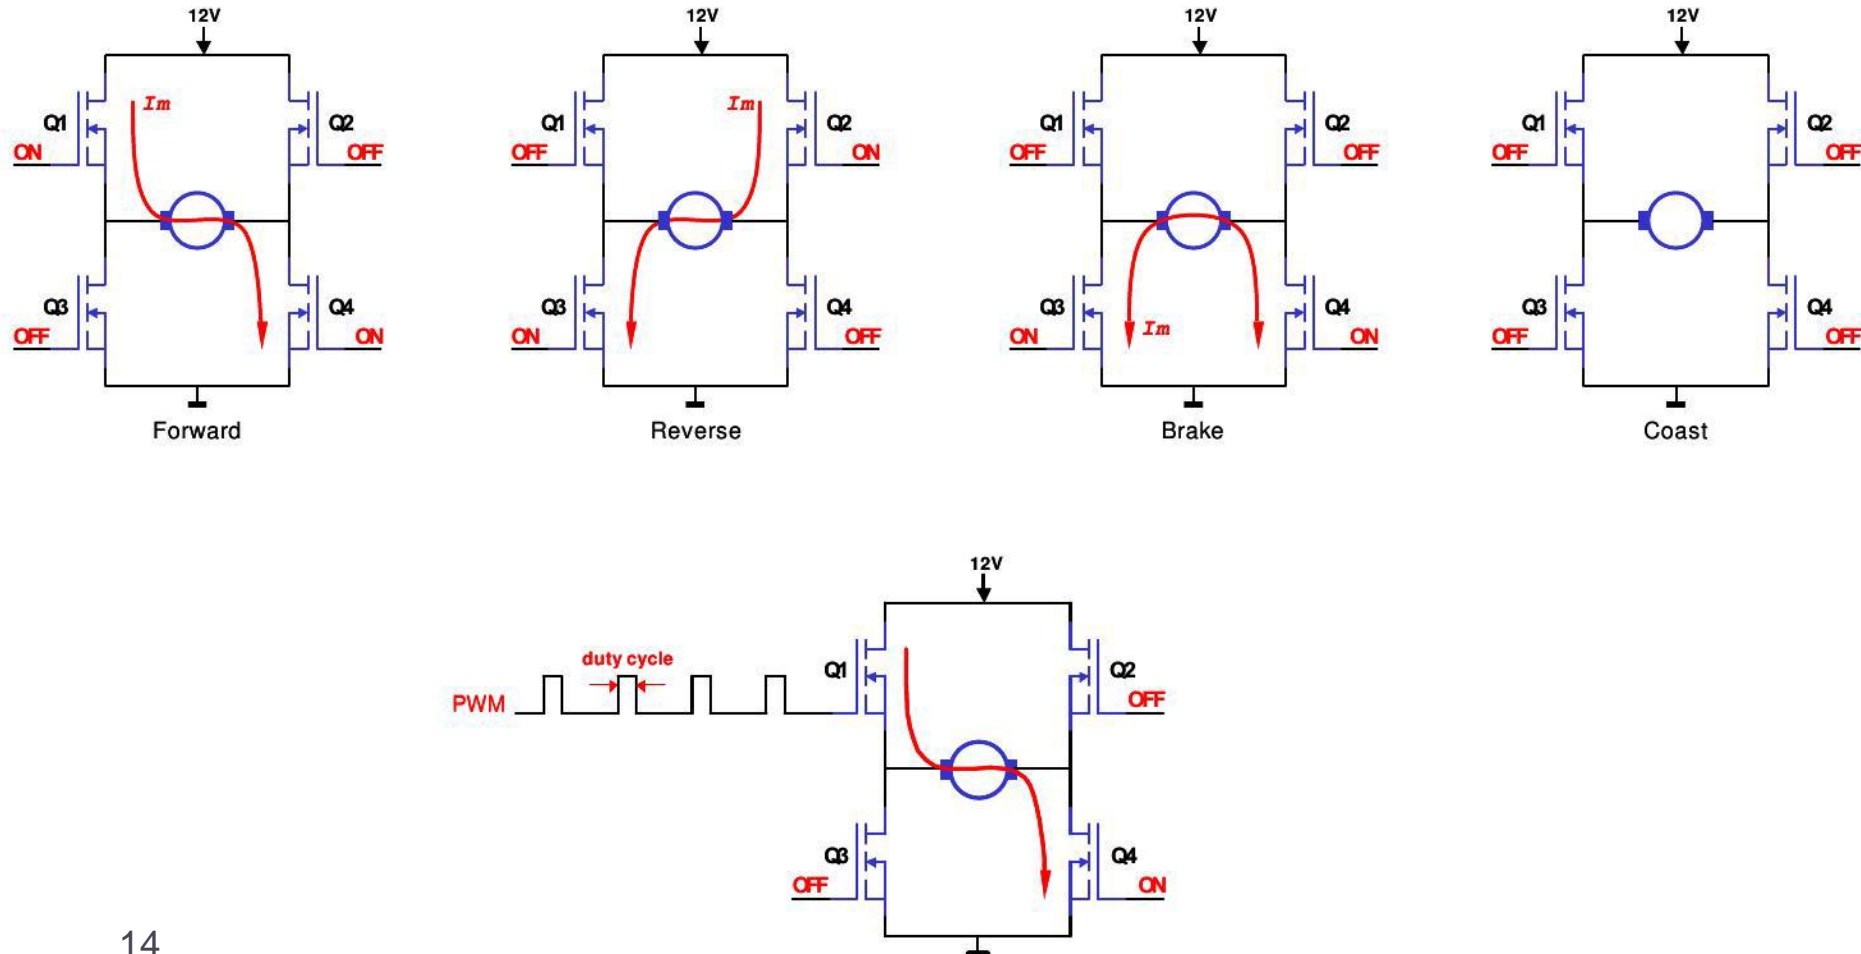 12V
Q1
ON
Im
Q2
OFF
Q3
OFF
Q4
ON
Forward
12V
Q1
OFF
Im
Q2
ON
Q3
ON
Q4
OFF
Reverse
12V
Q1
OFF
Q2
OFF
Q3
ON
Im
Q4
ON
Brake
12V
Q1
OFF
Q2
OFF
Q3
OFF
Q4
OFF
Coast
12V
duty cycle
PWM
Q1
Q2
OFF
Q3
OFF
Q4
ON
14